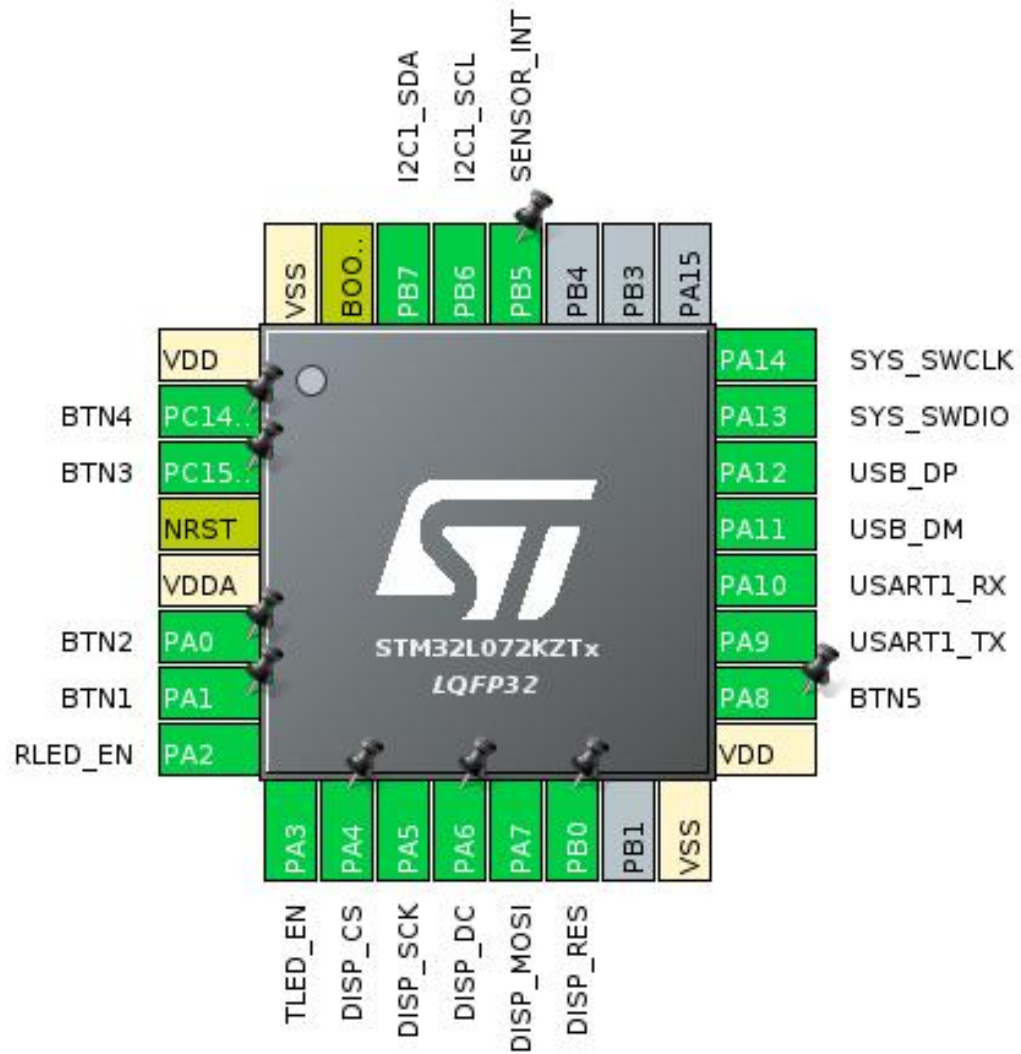 I2C1_SDA
I2C1_SCL
SENSOR_INT
VSS
BOO..
PB7
PB6
PB5
PB4
PB3
PA15
VDD
BTN4 PC14..
BTN3 PC15..
NRST
VDDA
BTN2 PA0
BTN1 PA1
RLED_EN PA2
STM32L072KZTx
LQFP32
PA14 SYS_SWCLK
PA13 SYS_SWDIO
PA12 USB_DP
PA11 USB_DM
PA10 USART1_RX
PA9 USART1_TX
PA8 BTN5
VDD
PA3
PA4
PA5
PA6
PA7
PB0
PB1
VSS
TLED_EN
DISP_CS
DISP_SCK
DISP_DC
DISP_MOSI
DISP_RES